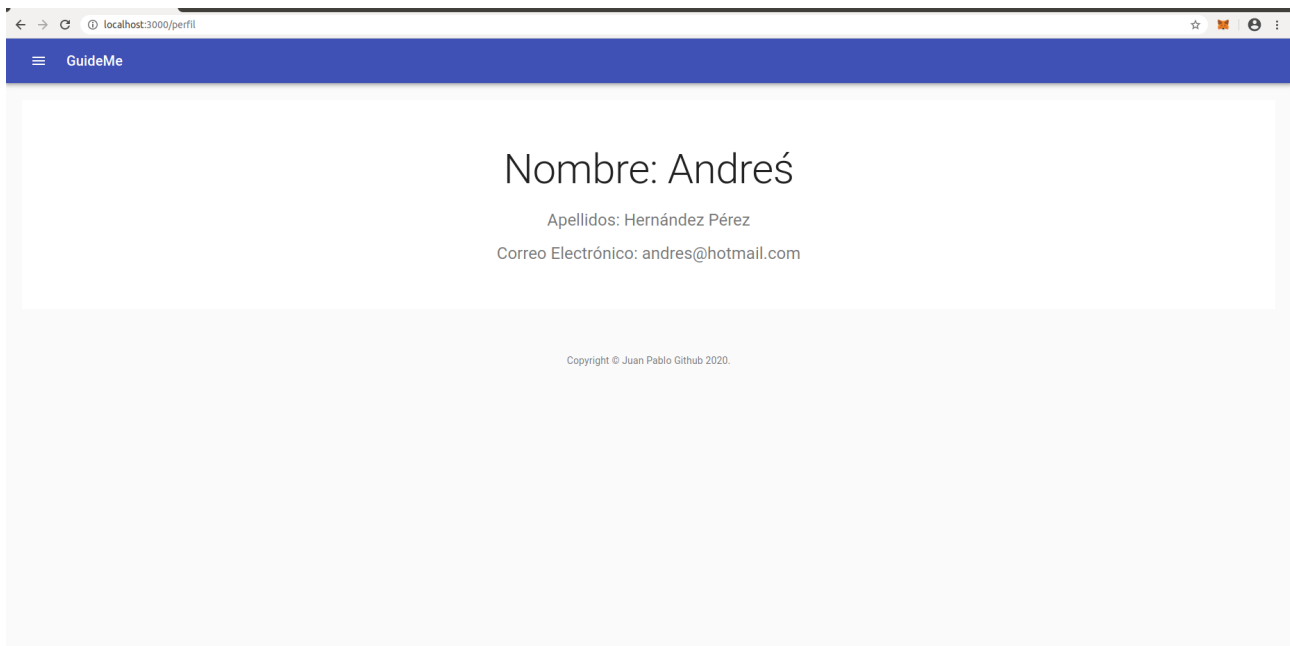 localhost:3000/perfil
GuideMe
Nombre: Andreś
Apellidos: Hernández Pérez
Correo Electrónico: andres@hotmail.com
Copyright © Juan Pablo Github 2020.